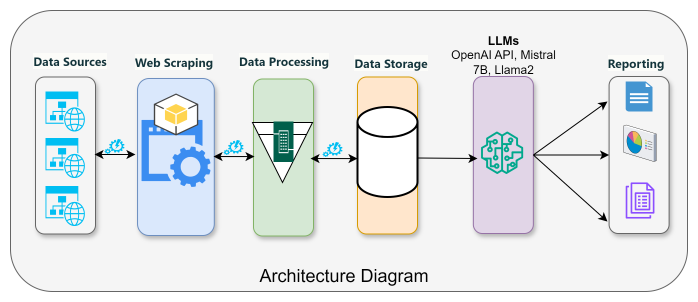 Data Sources
Web Scraping
Data Processing
Data Storage
LLMs
OpenAI API, Mistral
7B, Llama2
Reporting
Architecture Diagram